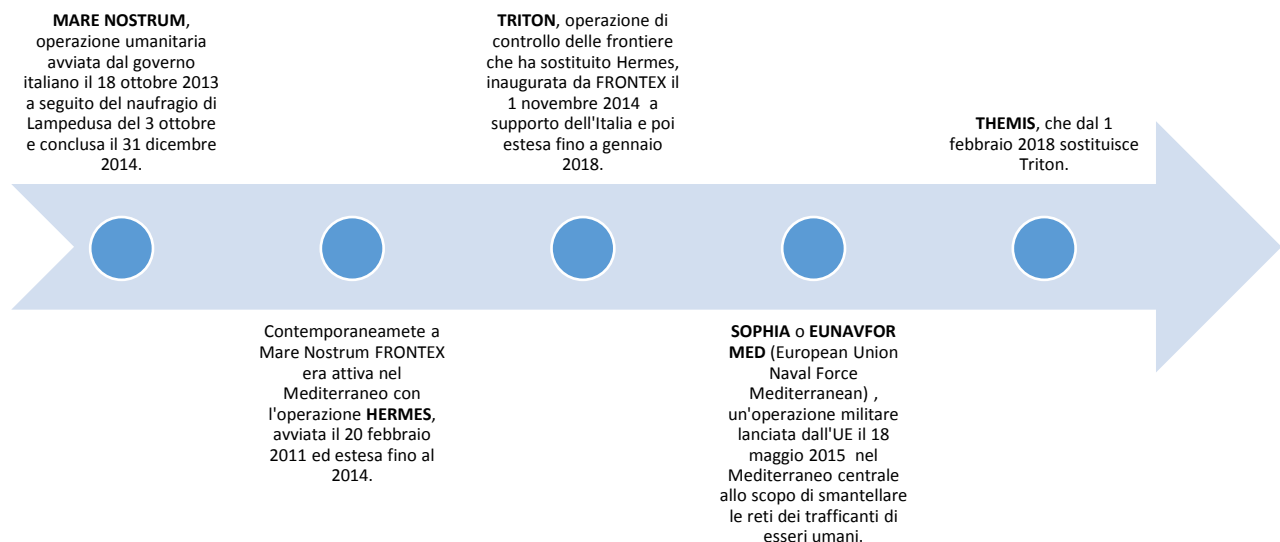 MARE NOSTRUM,
operazione umanitaria
avviata dal governo
italiano il 18 ottobre 2013
a seguito del naufragio di
Lampedusa del 3 ottobre
e conclusa il 31 dicembre
2014.
Contemporaneamete a
Mare Nostrum FRONTEX
era attiva nel
Mediterraneo con
l'operazione HERMES,
avviata il 20 febbraio
2011 ed estesa fino al
2014.
TRITON, operazione di
controllo delle frontiere
che ha sostituito Hermes,
inaugurata da FRONTEX il
1 novembre 2014 a
supporto dell'Italia e poi
estesa fino a gennaio
2018.
SOPHIA o EUNAVFOR
MED (European Union
Naval Force
Mediterranean) ,
un'operazione militare
lanciata dall'UE il 18
maggio 2015 nel
Mediterraneo centrale
allo scopo di smantellare
le reti dei trafficanti di
esseri umani.
THEMIS, che dal 1
febbraio 2018 sostituisce
Triton.